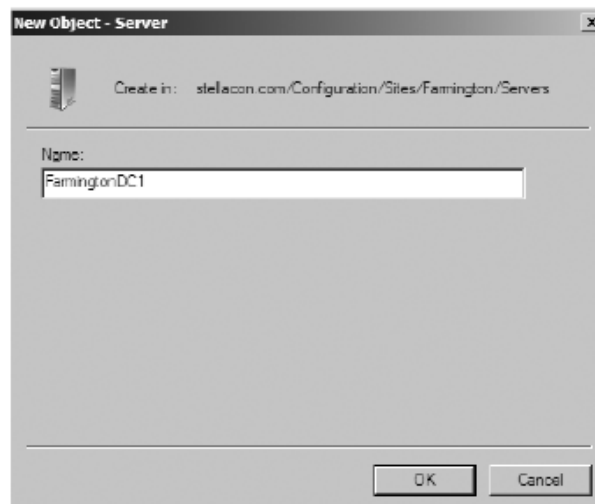 New Object - Server
Create in: stellacon.com/Configuration/Sites/Farmington/Servers
Name:
FarmingtonDC1
OK
Cancel